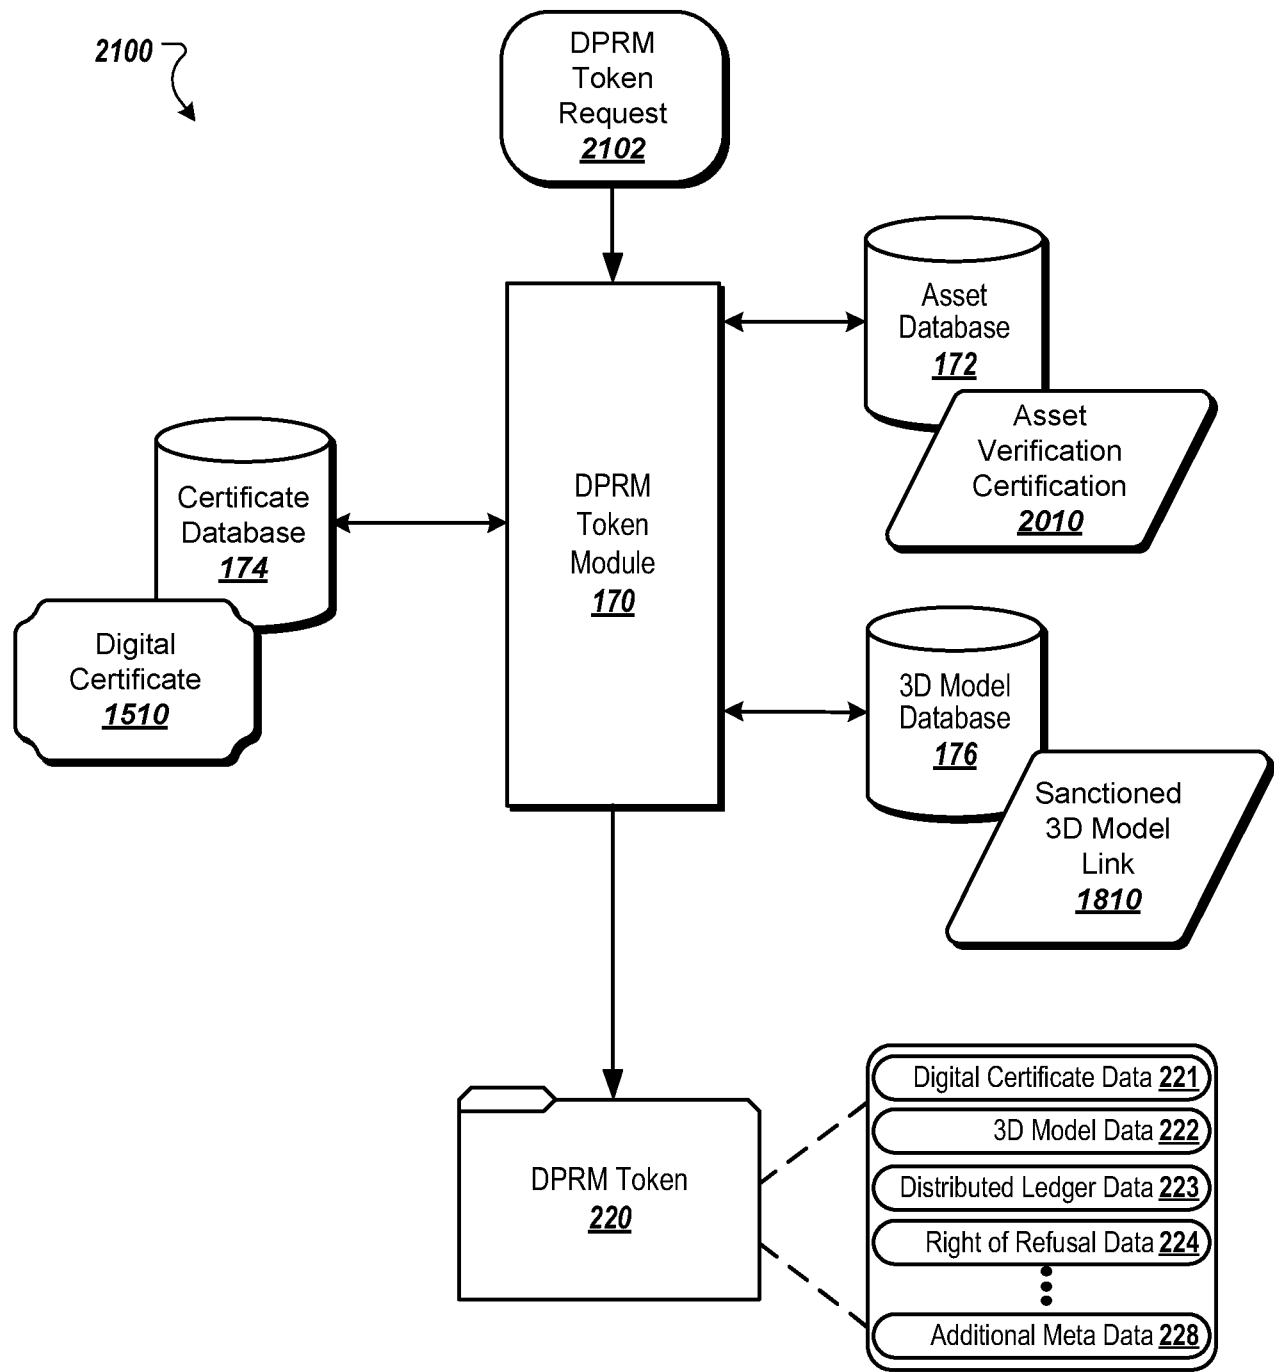 2100
DPRM
Token
Request
2102
Asset
Database
172
Asset
Verification
Certification
2010
Certificate
Database
174
Digital
Certificate
1510
DPRM
Token
Module
170
3D Model
Database
176
Sanctioned
3D Model
Link
1810
DPRM Token
220
Digital Certificate Data 221
3D Model Data 222
Distributed Ledger Data 223
Right of Refusal Data 224
Additional Meta Data 228